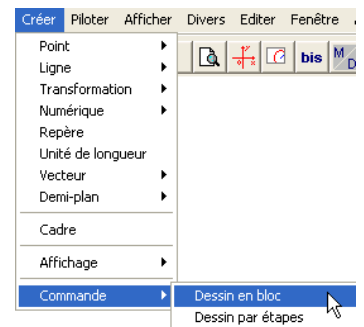 Créer Piloter Afficher Divers Editer Fenêtre
Point
Ligne
Transformation
Numérique
Repère
Unité de longueur
Vecteur
Demi-plan
Cadre
Affichage
Commande
bis M D
Dessin en bloc
Dessin par étapes